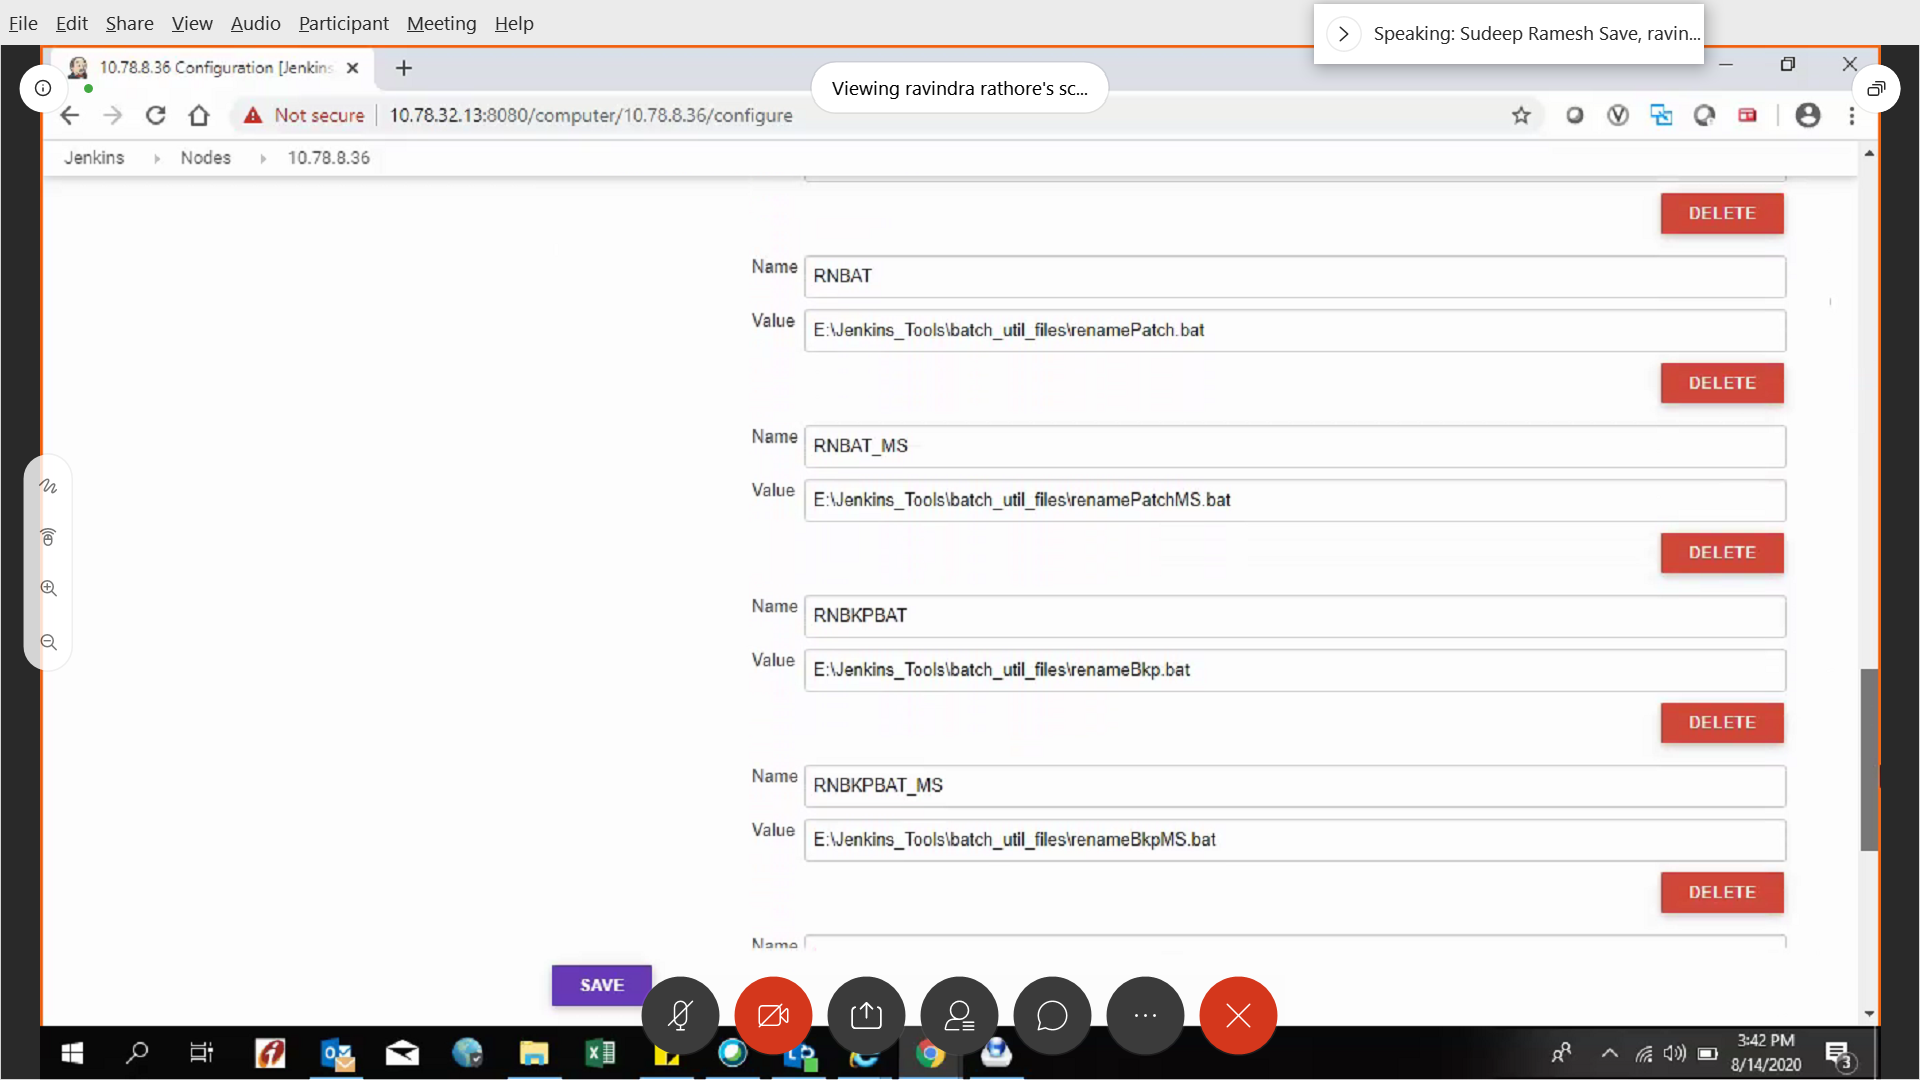 File Edit Share View Audio Participant Meeting Help
Speaking: Sudeep Ramesh Save, ravin...
10.78.8.36 Configuration [Jenkins
Viewing ravindra rathore's sc...
Not secure 10.78.32.13:8080/computer/10.78.8.36/configure
Jenkins Nodes 10.78.8.36
DELETE
Name RNBAT
Value E:\Jenkins_Tools\batch_util_files\renamePatch.bat
DELETE
Name RNBAT_MS
Value E:\Jenkins_Tools\batch_util_files\renamePatchMS.bat
DELETE
Name RNBKPBAT
Value E:\Jenkins_Tools\batch_util_files\renameBkp.bat
DELETE
Name RNBKPBAT_MS
Value E:\Jenkins_Tools\batch_util_files\renameBkpMS.bat
DELETE
Name
SAVE
3:42 PM
8/14/2020
3